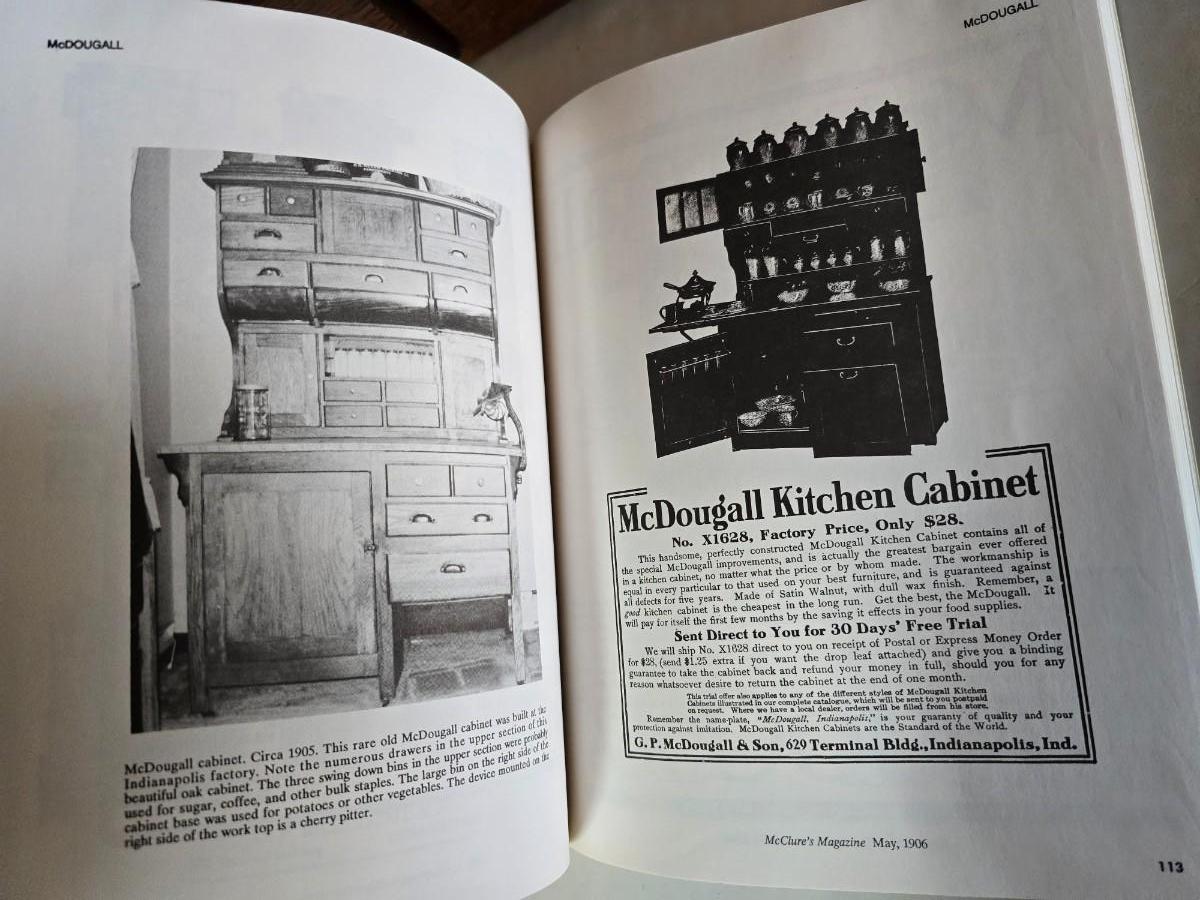 McDOUGALL
McDougall cabinet. Circa 1905. This rare old McDougall cabinet was built at the
Indianapolis factory. Note the numerous drawers in the upper section of this
beautiful oak cabinet. The three swing down bins in the upper section were probably
used for sugar, coffee, and other bulk staples. The large bin on the right side of the
cabinet base was used for potatoes or other vegetables. The device mounted on the
right side of the work top is a cherry pitter.
McDOUGALL
McDougall Kitchen Cabinet
No. X1628, Factory Price, Only $28.
This handsome, perfectly constructed McDougall Kitchen Cabinet contains all of
the special McDougall improvements, and is actually the greatest bargain ever offered
in a kitchen cabinet, no matter what the price or by whom made. The workmanship is
equal in every particular to that used on your best furniture, and is guaranteed against
all defects for five years. Made of Satin Walnut, with dull wax finish. Remember, a
good kitchen cabinet is the cheapest in the long run. Get the best, the McDougall. It
will pay for itself the first few months by the saving it effects in your food supplies.
Sent Direct to You for 30 Days' Free Trial
We will ship No. X1628 direct to you on receipt of Postal or Express Money Order
for $28, (send $1.25 extra if you want the drop leaf attached) and give you a binding
guarantee to take the cabinet back and refund your money in full, should you for any
reason whatsoever desire to return the cabinet at the end of one month.
This trial offer also applies to any of the different styles of McDougall Kitchen
Cabinets illustrated in our complete catalogue, which will be sent to you postpaid
on request. Where we have a local dealer, orders will be filled from his store.
Remember the name-plate, "McDougall, Indianapolis," is your guaranty of quality and your
protection against imitation. McDougall Kitchen Cabinets are the Standard of the World.
G. P. McDougall & Son, 629 Terminal Bldg., Indianapolis, Ind.
McClure's Magazine May, 1906
113